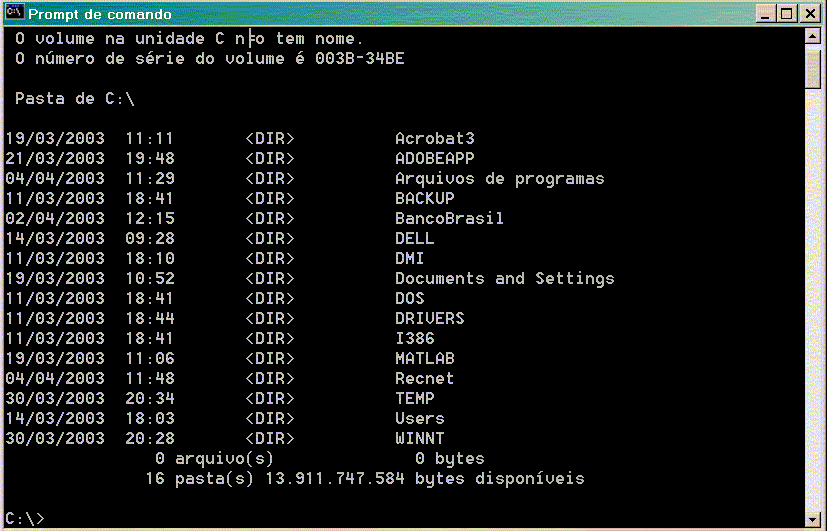 Prompt de comando
O volume na unidade C não tem nome.
O número de série do volume é 003B-34BE
Pasta de C:\
19/03/2003 11:11 <DIR> Acrobat3
21/03/2003 19:48 <DIR> ADOBEAPP
04/04/2003 11:29 <DIR> Arquivos de programas
11/03/2003 18:41 <DIR> BACKUP
02/04/2003 12:15 <DIR> BancoBrasil
14/03/2003 09:28 <DIR> DELL
11/03/2003 18:10 <DIR> DMI
19/03/2003 10:52 <DIR> Documents and Settings
11/03/2003 18:41 <DIR> DOS
11/03/2003 18:44 <DIR> DRIVERS
11/03/2003 18:41 <DIR> I386
19/03/2003 11:06 <DIR> MATLAB
04/04/2003 11:48 <DIR> Recnet
30/03/2003 20:34 <DIR> TEMP
14/03/2003 18:03 <DIR> Users
30/03/2003 20:28 <DIR> WINNT
0 arquivo(s) 0 bytes
16 pasta(s) 13.911.747.584 bytes disponíveis
C:\>